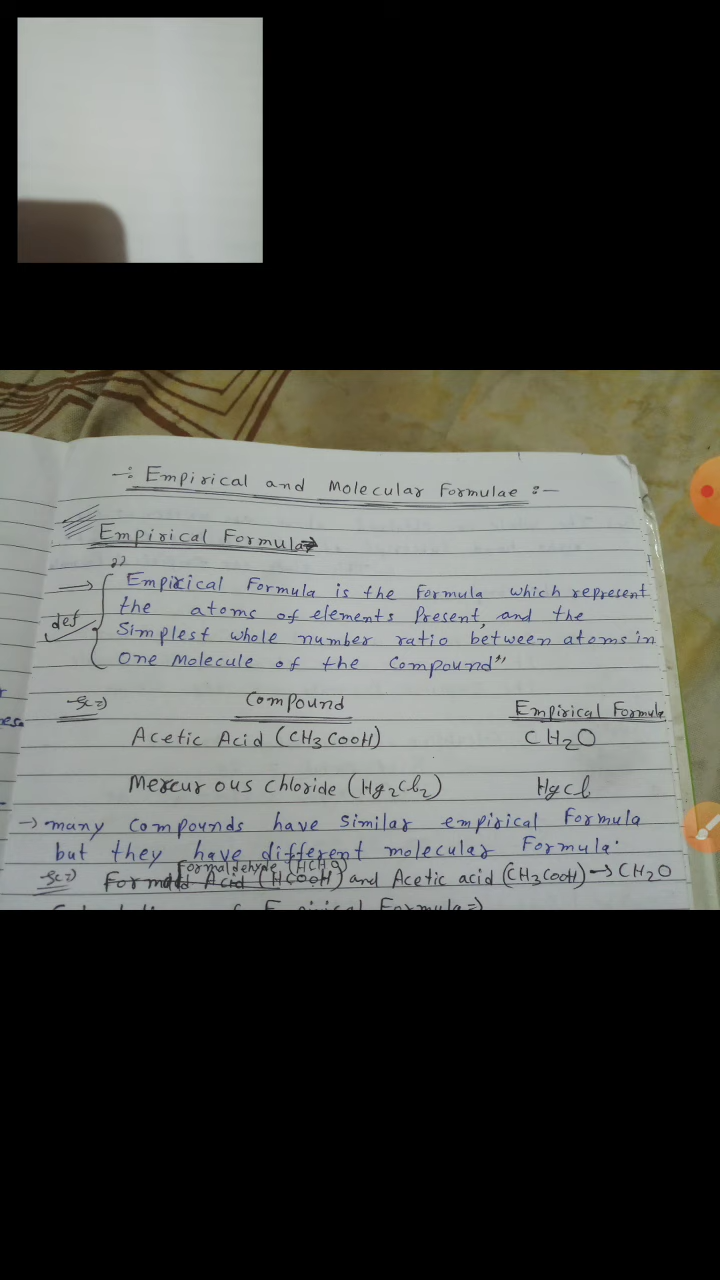 ÷ Empirical and Molecular Formulae :-
Empirical Formula ⇒
def → " Empirical Formula is the formula which represent
the atoms of elements Present, and the
Simplest whole number ratio between atoms in
one Molecule of the compound "
Ex ⇒) Compound Empirical Formula
Acetic Acid (CH3COOH) CH2O
Mercurous chloride (Hg2Cl2) HgCl
→ many compounds have similar empirical formula
but they have different molecular Formula.
Formaldehyde (HCHO)
Ex ⇒) Acid (HCOOH) and Acetic acid (CH3COOH) → CH2O
Formula ⇒)